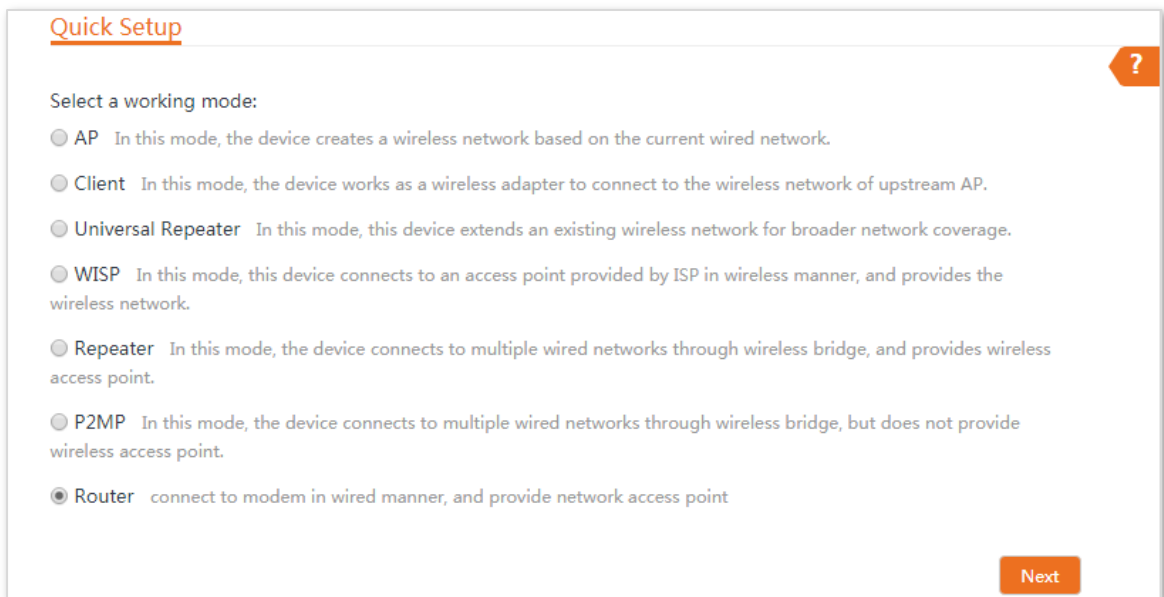 Quick Setup
?
Select a working mode:
AP In this mode, the device creates a wireless network based on the current wired network.
Client In this mode, the device works as a wireless adapter to connect to the wireless network of upstream AP.
Universal Repeater In this mode, this device extends an existing wireless network for broader network coverage.
WISP In this mode, this device connects to an access point provided by ISP in wireless manner, and provides the
wireless network.
Repeater In this mode, the device connects to multiple wired networks through wireless bridge, and provides wireless
access point.
P2MP In this mode, the device connects to multiple wired networks through wireless bridge, but does not provide
wireless access point.
Router connect to modem in wired manner, and provide network access point
Next